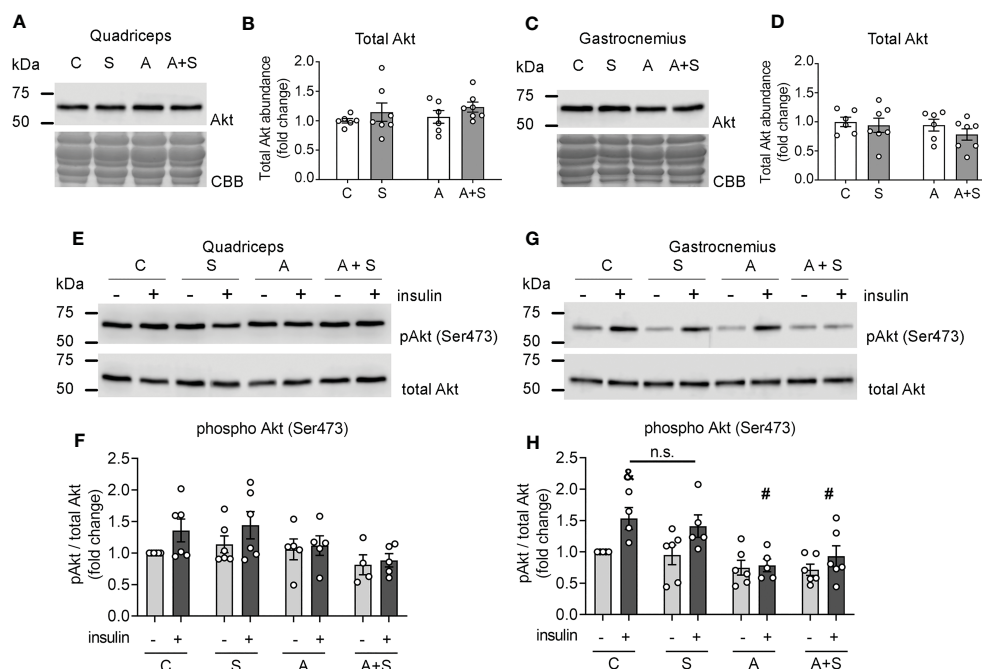 A
Quadriceps
kDa C S A A+S
75
50
Akt
CBB
B
Total Akt
Total Akt abundance
(fold change)
2.0
1.5
1.0
0.5
0.0
C S A A+S
C
Gastrocnemius
kDa C S A A+S
75
50
Akt
CBB
D
Total Akt
Total Akt abundance
(fold change)
2.0
1.5
1.0
0.5
0.0
C S A A+S
E
Quadriceps
C S A A + S
kDa
- + - + - + - + insulin
75
50
pAkt (Ser473)
75
50
total Akt
G
Gastrocnemius
C S A A + S
kDa
- + - + - + - + insulin
75
50
pAkt (Ser473)
75
50
total Akt
F
phospho Akt (Ser473)
pAkt / total Akt
(fold change)
2.5
2.0
1.5
1.0
0.5
0.0
insulin - + - + - + - +
C S A A+S
H
phospho Akt (Ser473)
n.s.
& # #
pAkt / total Akt
(fold change)
2.5
2.0
1.5
1.0
0.5
0.0
insulin - + - + - + - +
C S A A+S